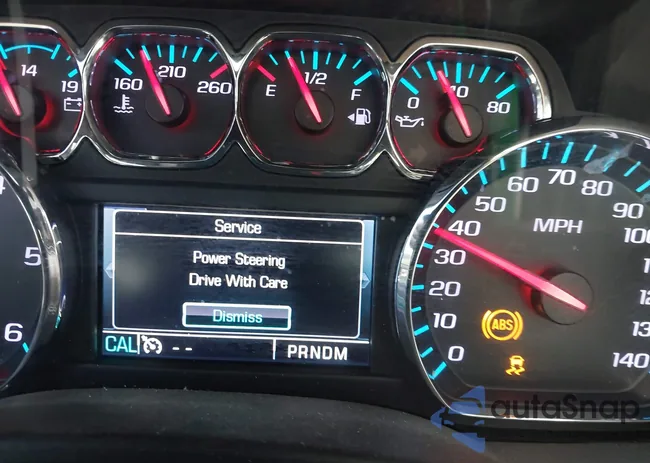 14
19
160 210 260
E 1/2 F
0 40 80
4
5
6
Service
Power Steering
Drive With Care
Dismiss
CAL -- PRNDM
0
10
20
30
40
50
60
70
80
90
100
140
MPH
ABS
autoSnap